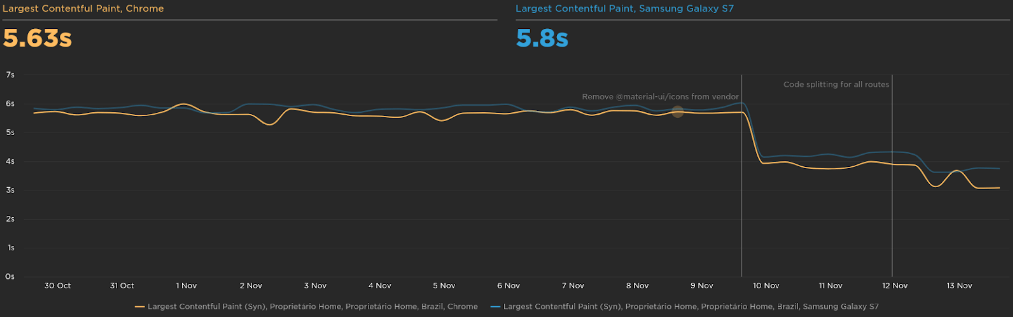 Largest Contentful Paint, Chrome
5.63s
Largest Contentful Paint, Samsung Galaxy S7
5.8s
7s
6s
5s
4s
3s
2s
1s
0s
Remove @material-ui/icons from vendor
Code splitting for all routes
30 Oct 31 Oct 1 Nov 2 Nov 3 Nov 4 Nov 5 Nov 6 Nov 7 Nov 8 Nov 9 Nov 10 Nov 11 Nov 12 Nov 13 Nov
Largest Contentful Paint (Syn), Proprietário Home, Proprietário Home, Brazil, Chrome
Largest Contentful Paint (Syn), Proprietário Home, Proprietário Home, Brazil, Samsung Galaxy S7